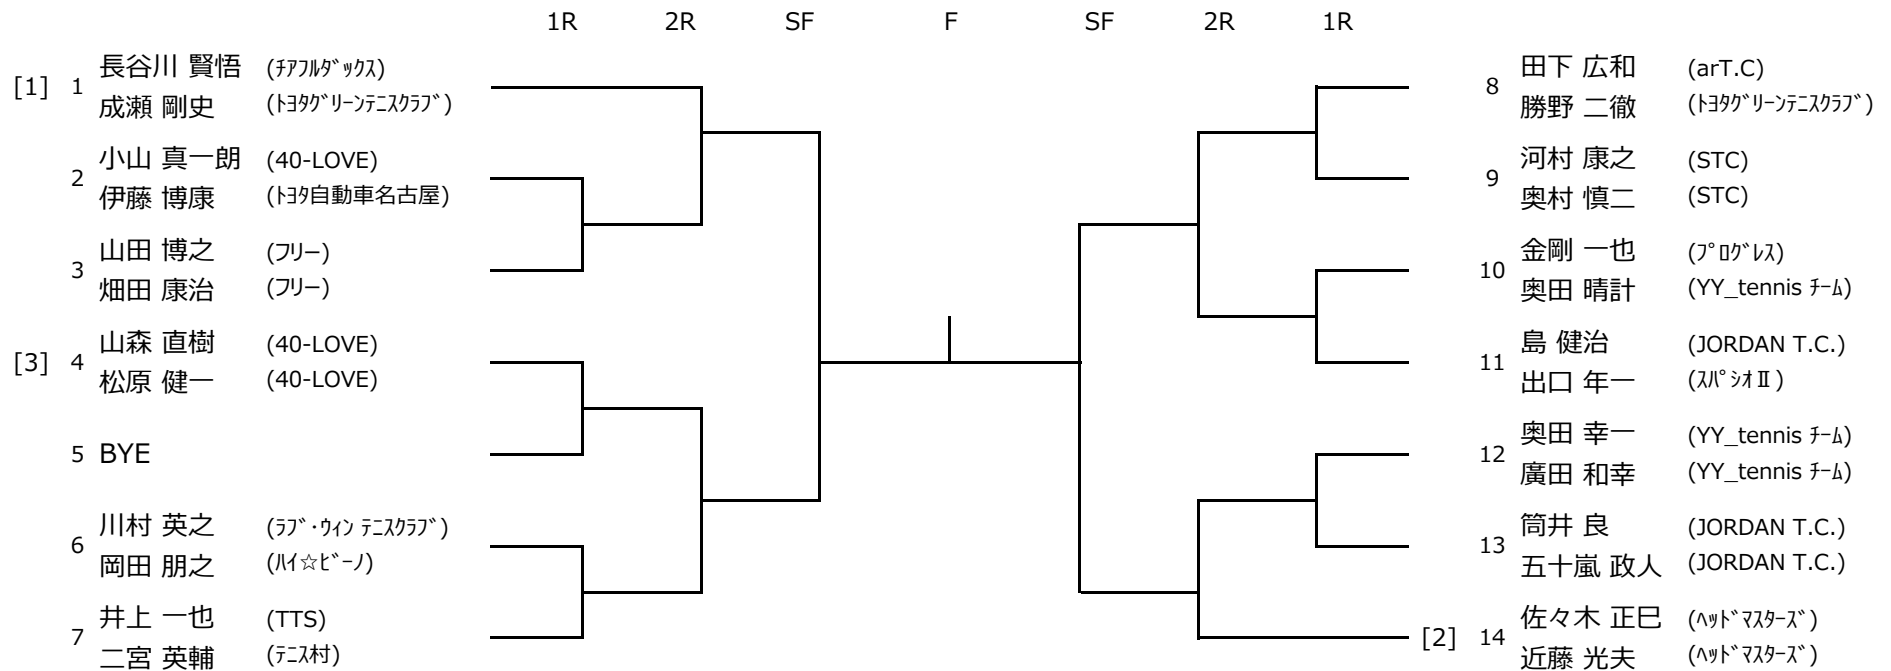 1R 2R SF F SF 2R 1R
[1] 1 長谷川 賢悟 (ﾁｱﾌﾙﾀﾞｯｸｽ)
成瀬 剛史 (ﾄﾖﾀｸﾞﾘｰﾝﾃﾆｽｸﾗﾌﾞ)
2 小山 真一朗 (40-LOVE)
伊藤 博康 (ﾄﾖﾀ自動車名古屋)
3 山田 博之 (ﾌﾘｰ)
畑田 康治 (ﾌﾘｰ)
[3] 4 山森 直樹 (40-LOVE)
松原 健一 (40-LOVE)
5 BYE
6 川村 英之 (ﾗﾌﾞ･ｳｨﾝ ﾃﾆｽｸﾗﾌﾞ)
岡田 朋之 (ﾊｲ☆ﾋﾞｰﾉ)
7 井上 一也 (TTS)
二宮 英輔 (ﾃﾆｽ村)
8 田下 広和 (arT.C)
勝野 二徹 (ﾄﾖﾀｸﾞﾘｰﾝﾃﾆｽｸﾗﾌﾞ)
9 河村 康之 (STC)
奥村 慎二 (STC)
10 金剛 一也 (ﾌﾟﾛｸﾞﾚｽ)
奥田 晴計 (YY_tennis ﾁｰﾑ)
11 島 健治 (JORDAN T.C.)
出口 年一 (ｽﾊﾟｼｵⅡ)
12 奥田 幸一 (YY_tennis ﾁｰﾑ)
廣田 和幸 (YY_tennis ﾁｰﾑ)
13 筒井 良 (JORDAN T.C.)
五十嵐 政人 (JORDAN T.C.)
[2] 14 佐々木 正巳 (ﾍｯﾄﾞﾏｽﾀｰｽﾞ)
近藤 光夫 (ﾍｯﾄﾞﾏｽﾀｰｽﾞ)